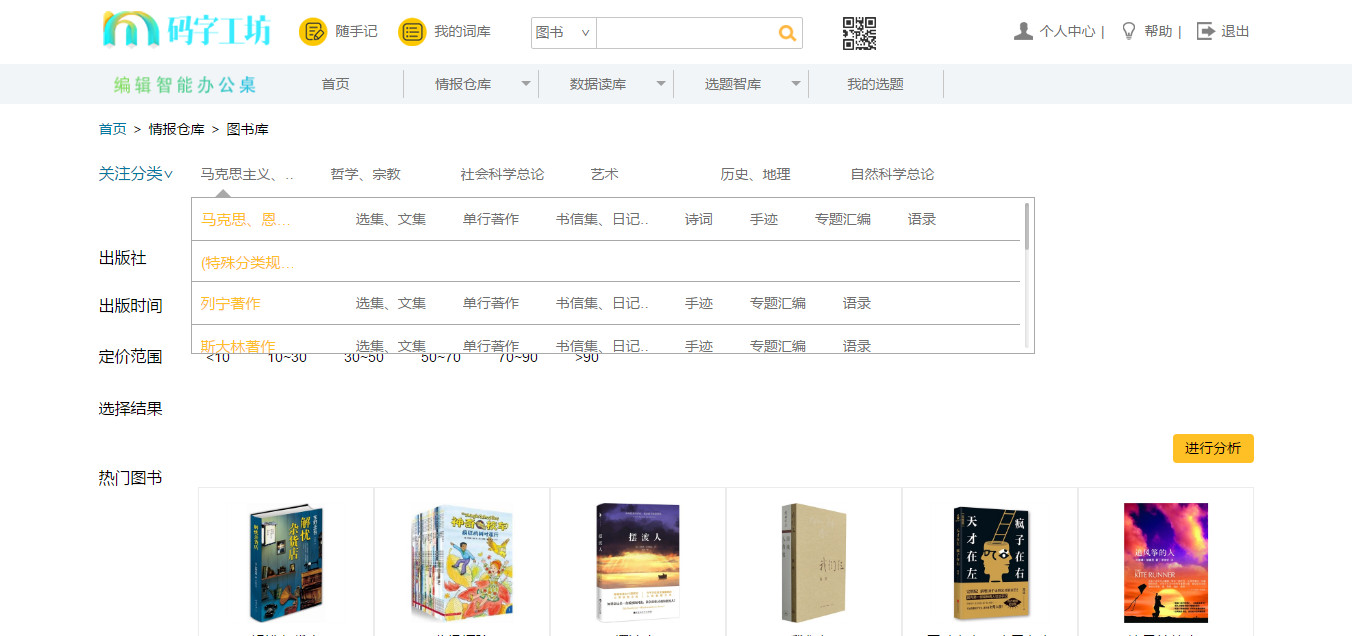 码字工坊 随手记 我的词库 图书 个人中心 | 帮助 | 退出
编辑智能办公桌 首页 情报仓库 数据读库 选题智库 我的选题
首页 > 情报仓库 > 图书库
关注分类 马克思主义、.. 哲学、宗教 社会科学总论 艺术 历史、地理 自然科学总论
马克思、恩... 选集、文集 单行著作 书信集、日记.. 诗词 手迹 专题汇编 语录
出版社
(特殊分类规...
出版时间
列宁著作 选集、文集 单行著作 书信集、日记.. 手迹 专题汇编 语录
斯大林著作 选集、文集 单行著作 书信集、日记.. 手迹 专题汇编 语录
定价范围 <10 10~30 30~50 50~70 70~90 >90
选择结果
进行分析
热门图书
解忧杂货店
神奇校车
摆渡人
我们仨
天才在左 疯子在右
追风筝的人
THE KITE RUNNER